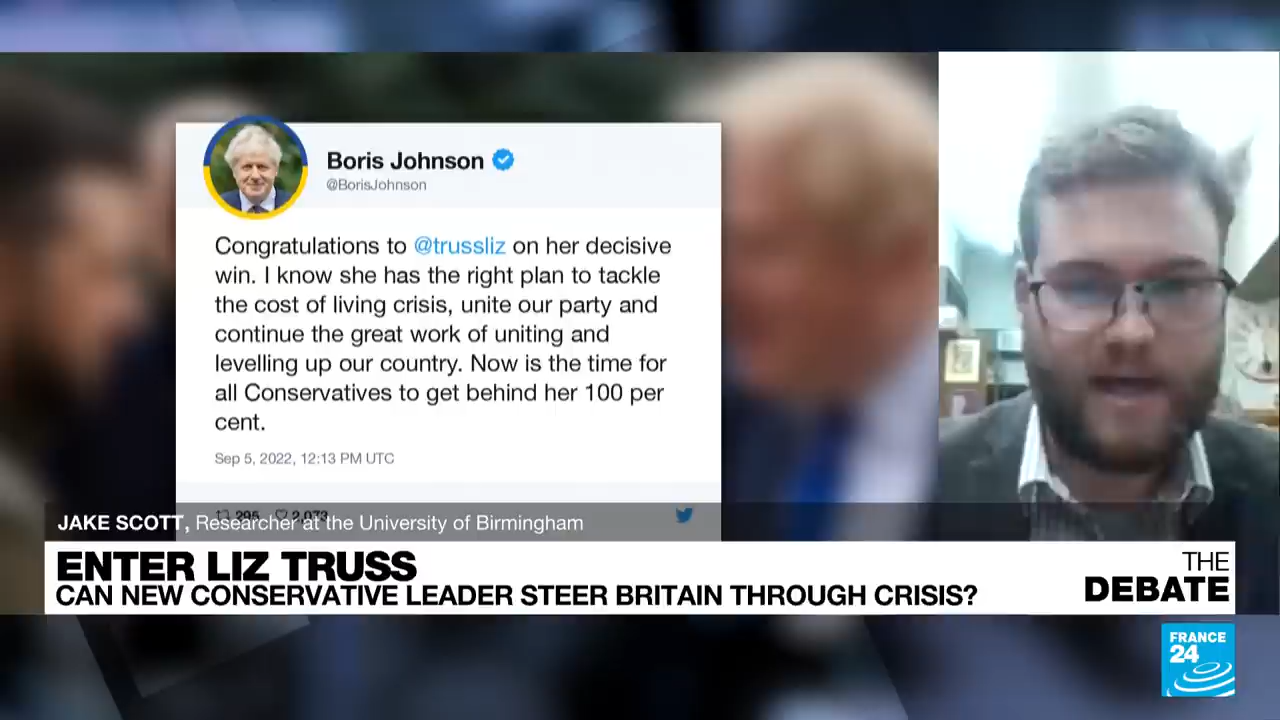 Boris Johnson
@BorisJohnson
Congratulations to @trussliz on her decisive
win. I know she has the right plan to tackle
the cost of living crisis, unite our party and
continue the great work of uniting and
levelling up our country. Now is the time for
all Conservatives to get behind her 100 per
cent.
Sep 5, 2022, 12:13 PM UTC
295 2,073
JAKE SCOTT, Researcher at the University of Birmingham
ENTER LIZ TRUSS
CAN NEW CONSERVATIVE LEADER STEER BRITAIN THROUGH CRISIS?
THE
DEBATE
FRANCE
24